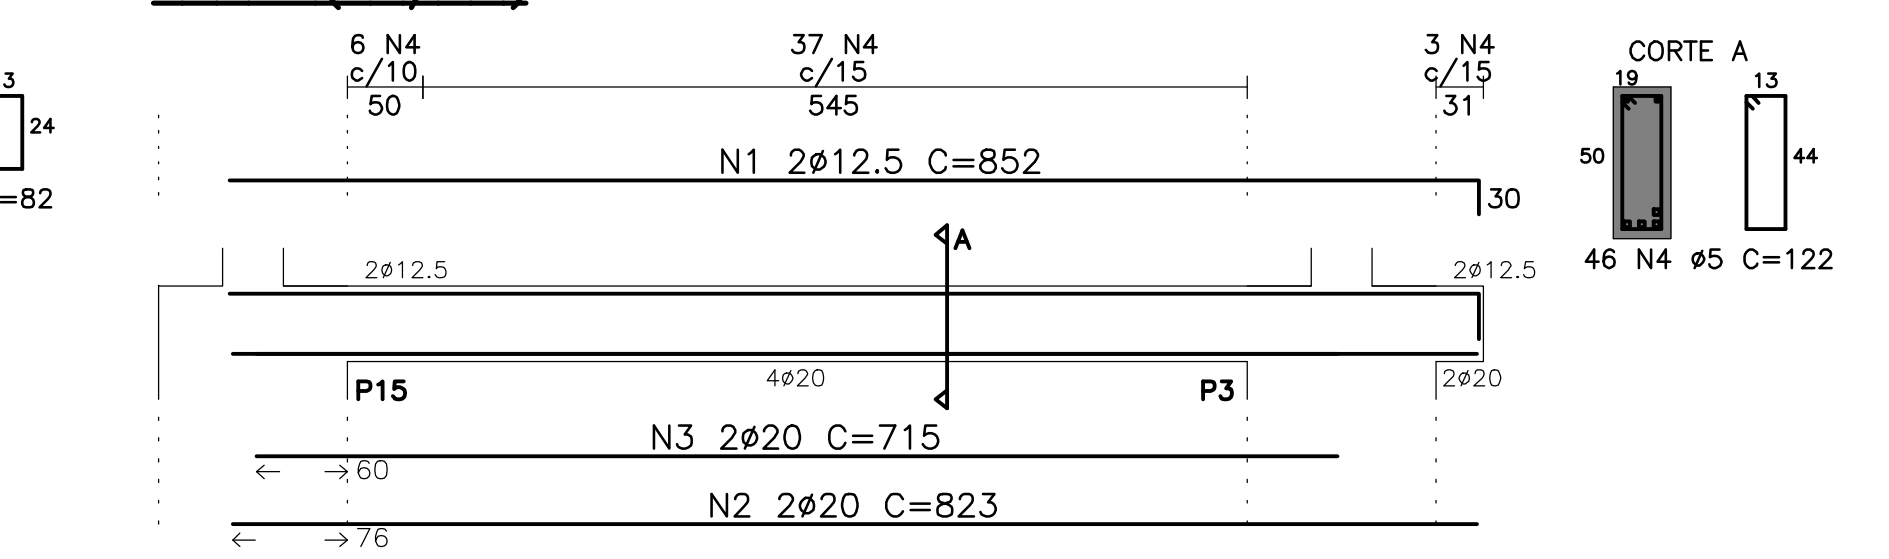 6 N4
c/10
50
37 N4
c/15
545
3 N4
c/15
31
CORTE A
19
13
50
44
46 N4 ø5 C=122
3
24
=82
N1 2ø12.5 C=852
30
A
2ø12.5
2ø12.5
P15
4ø20
P3
2ø20
N3 2ø20 C=715
60
N2 2ø20 C=823
76